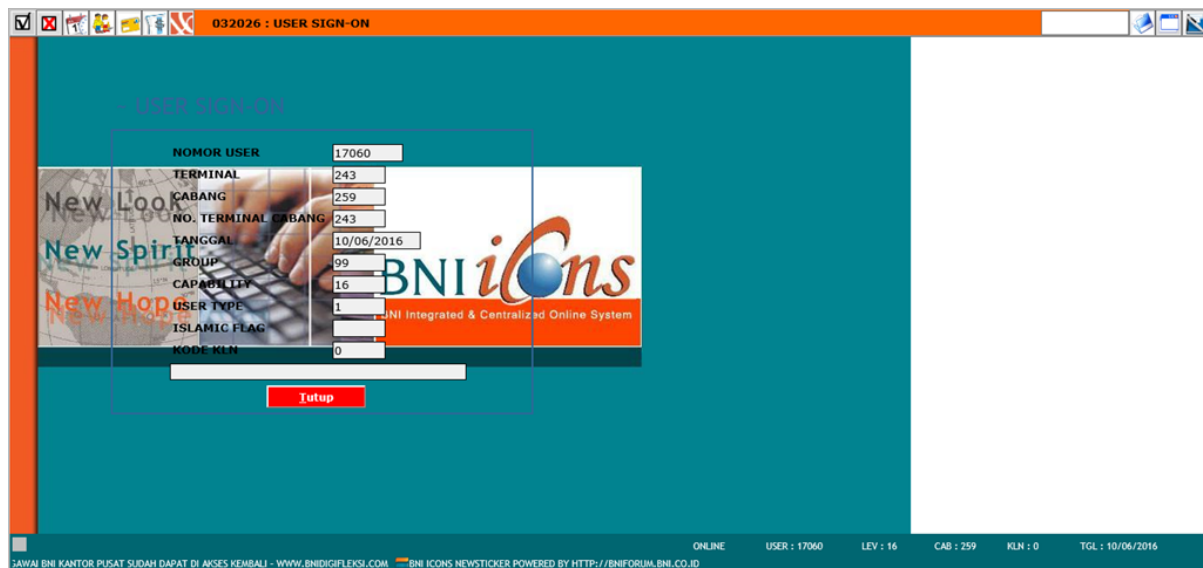 032026 : USER SIGN-ON
- USER SIGN-ON
NOMOR USER 17060
TERMINAL 243
CABANG 259
NO. TERMINAL CABANG 243
TANGGAL 10/06/2016
GROUP 99
CAPABILITY 16
USER TYPE 1
ISLAMIC FLAG
KODE KLN 0
Tutup
New Look
New Spirit
New Hope
BNI icons
BNI Integrated & Centralized Online System
ONLINE USER : 17060 LEV : 16 CAB : 259 KLN : 0 TGL : 10/06/2016
GAWAI BNI KANTOR PUSAT SUDAH DAPAT DI AKSES KEMBALI - WWW.BNIDIGIFLEKSI.COM BNI ICONS NEWSTICKER POWERED BY HTTP://BNIFORUM.BNI.CO.ID